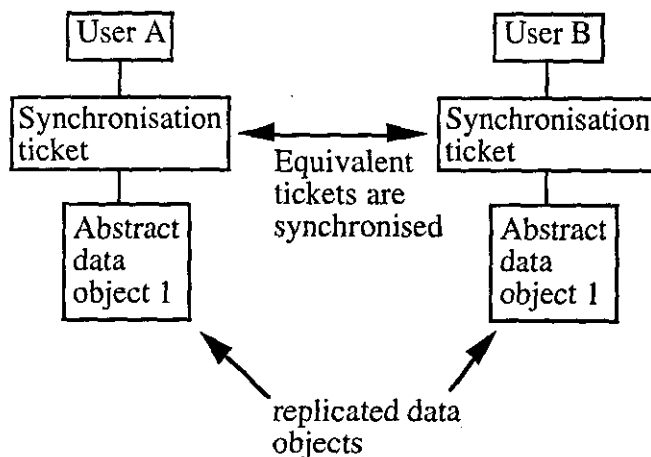 User A
User B
Synchronisation
ticket
Synchronisation
ticket
Equivalent
tickets are
synchronised
Abstract
data
object 1
Abstract
data
object 1
replicated data
objects